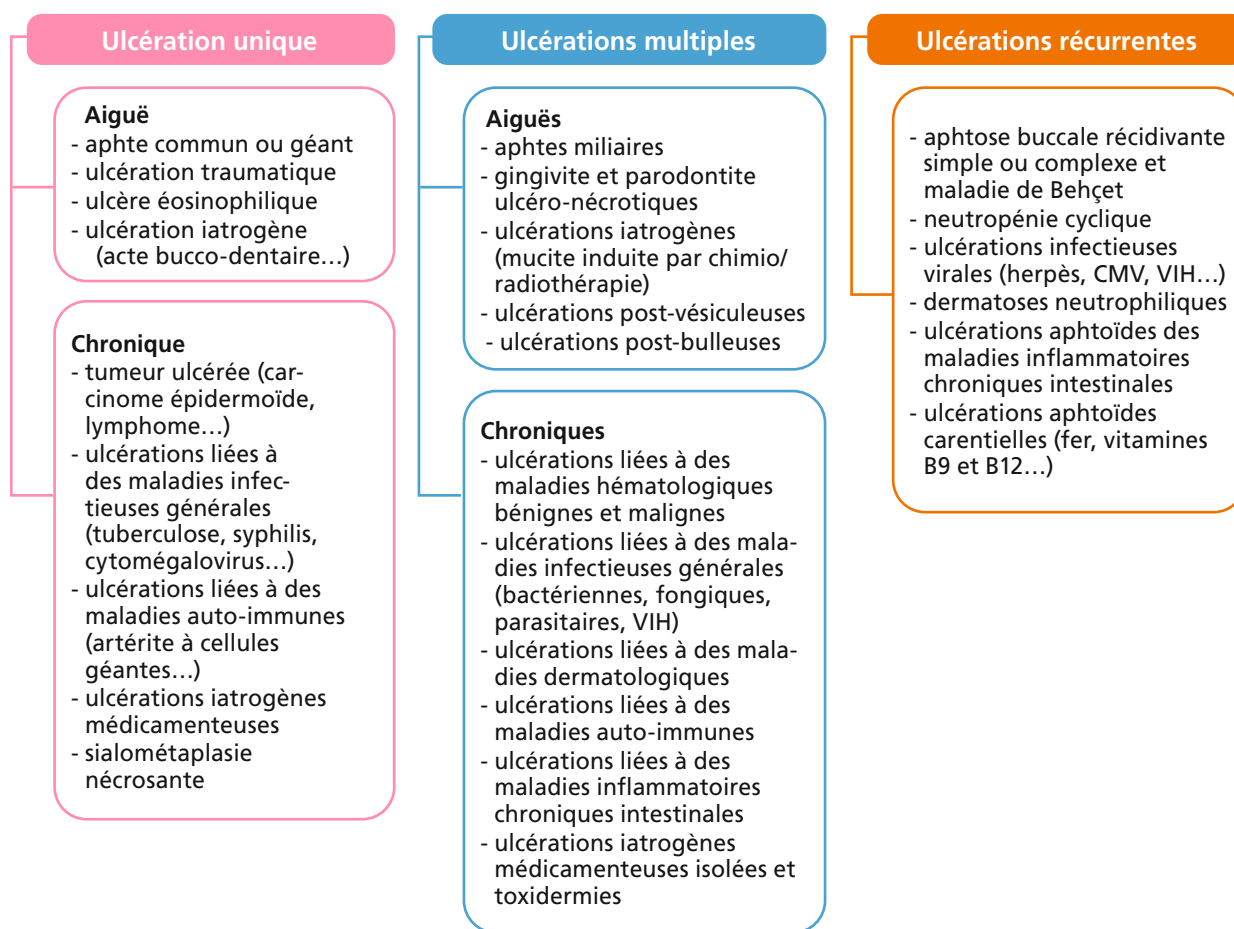 Ulcération unique
Aiguë
- aphte commun ou géant
- ulcération traumatique
- ulcère éosinophilique
- ulcération iatrogène
(acte bucco-dentaire…)
Chronique
- tumeur ulcérée (car-
cinome épidermoïde,
lymphome…)
- ulcérations liées à
des maladies infec-
tieuses générales
(tuberculose, syphilis,
cytomégalovirus…)
- ulcérations liées à des
maladies auto-immunes
(artérite à cellules
géantes…)
- ulcérations iatrogènes
médicamenteuses
- sialométaplasie
nécrosante
Ulcérations multiples
Aiguës
- aphtes miliaires
- gingivite et parodontite
ulcéro-nécrotiques
- ulcérations iatrogènes
(mucite induite par chimio/
radiothérapie)
- ulcérations post-vésiculeuses
- ulcérations post-bulleuses
Chroniques
- ulcérations liées à des
maladies hématologiques
bénignes et malignes
- ulcérations liées à des mala-
dies infectieuses générales
(bactériennes, fongiques,
parasitaires, VIH)
- ulcérations liées à des mala-
dies dermatologiques
- ulcérations liées à des
maladies auto-immunes
- ulcérations liées à des
maladies inflammatoires
chroniques intestinales
- ulcérations iatrogènes
médicamenteuses isolées et
toxidermies
Ulcérations récurrentes
- aphtose buccale récidivante
simple ou complexe et
maladie de Behçet
- neutropénie cyclique
- ulcérations infectieuses
virales (herpès, CMV, VIH…)
- dermatoses neutrophiliques
- ulcérations aphtoïdes des
maladies inflammatoires
chroniques intestinales
- ulcérations aphtoïdes
carentielles (fer, vitamines
B9 et B12…)